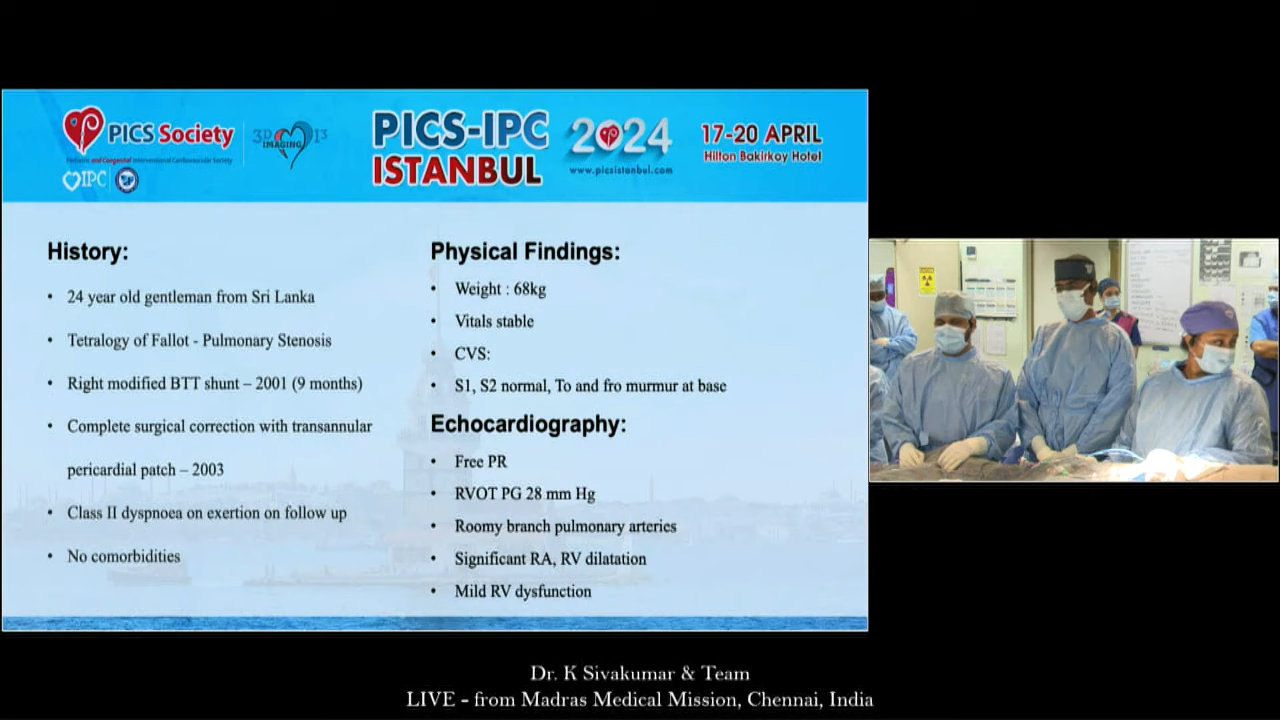 PICS Society
Pediatric and Congenital Interventional Cardiovascular Society
IPC
3D I3
IMAGING
PICS-IPC
ISTANBUL
2024
www.picsistanbul.com
17-20 APRIL
Hilton Bakirkoy Hotel
History:
• 24 year old gentleman from Sri Lanka
• Tetralogy of Fallot - Pulmonary Stenosis
• Right modified BTT shunt – 2001 (9 months)
• Complete surgical correction with transannular
pericardial patch – 2003
• Class II dyspnoea on exertion on follow up
• No comorbidities
Physical Findings:
• Weight : 68kg
• Vitals stable
• CVS:
• S1, S2 normal, To and fro murmur at base
Echocardiography:
• Free PR
• RVOT PG 28 mm Hg
• Roomy branch pulmonary arteries
• Significant RA, RV dilatation
• Mild RV dysfunction
Dr. K Sivakumar & Team
LIVE - from Madras Medical Mission, Chennai, India